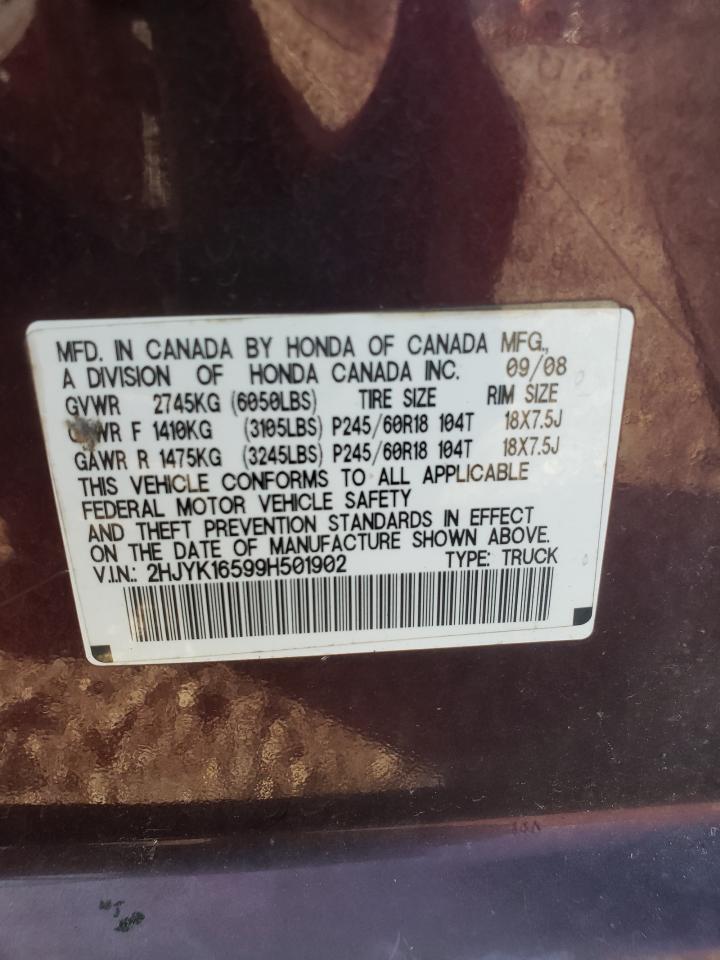 MFD. IN CANADA BY HONDA OF CANADA MFG.,
A DIVISION OF HONDA CANADA INC. 09/08
GVWR 2745KG (6050LBS) TIRE SIZE RIM SIZE
F 1410KG (3105LBS) P245/60R18 104T 18X7.5J
GAWR R 1475KG (3245LBS) P245/60R18 104T 18X7.5J
THIS VEHICLE CONFORMS TO ALL APPLICABLE
FEDERAL MOTOR VEHICLE SAFETY
AND THEFT PREVENTION STANDARDS IN EFFECT
ON THE DATE OF MANUFACTURE SHOWN ABOVE.
V.I.N.: 2HJYK16599H501902 TYPE: TRUCK